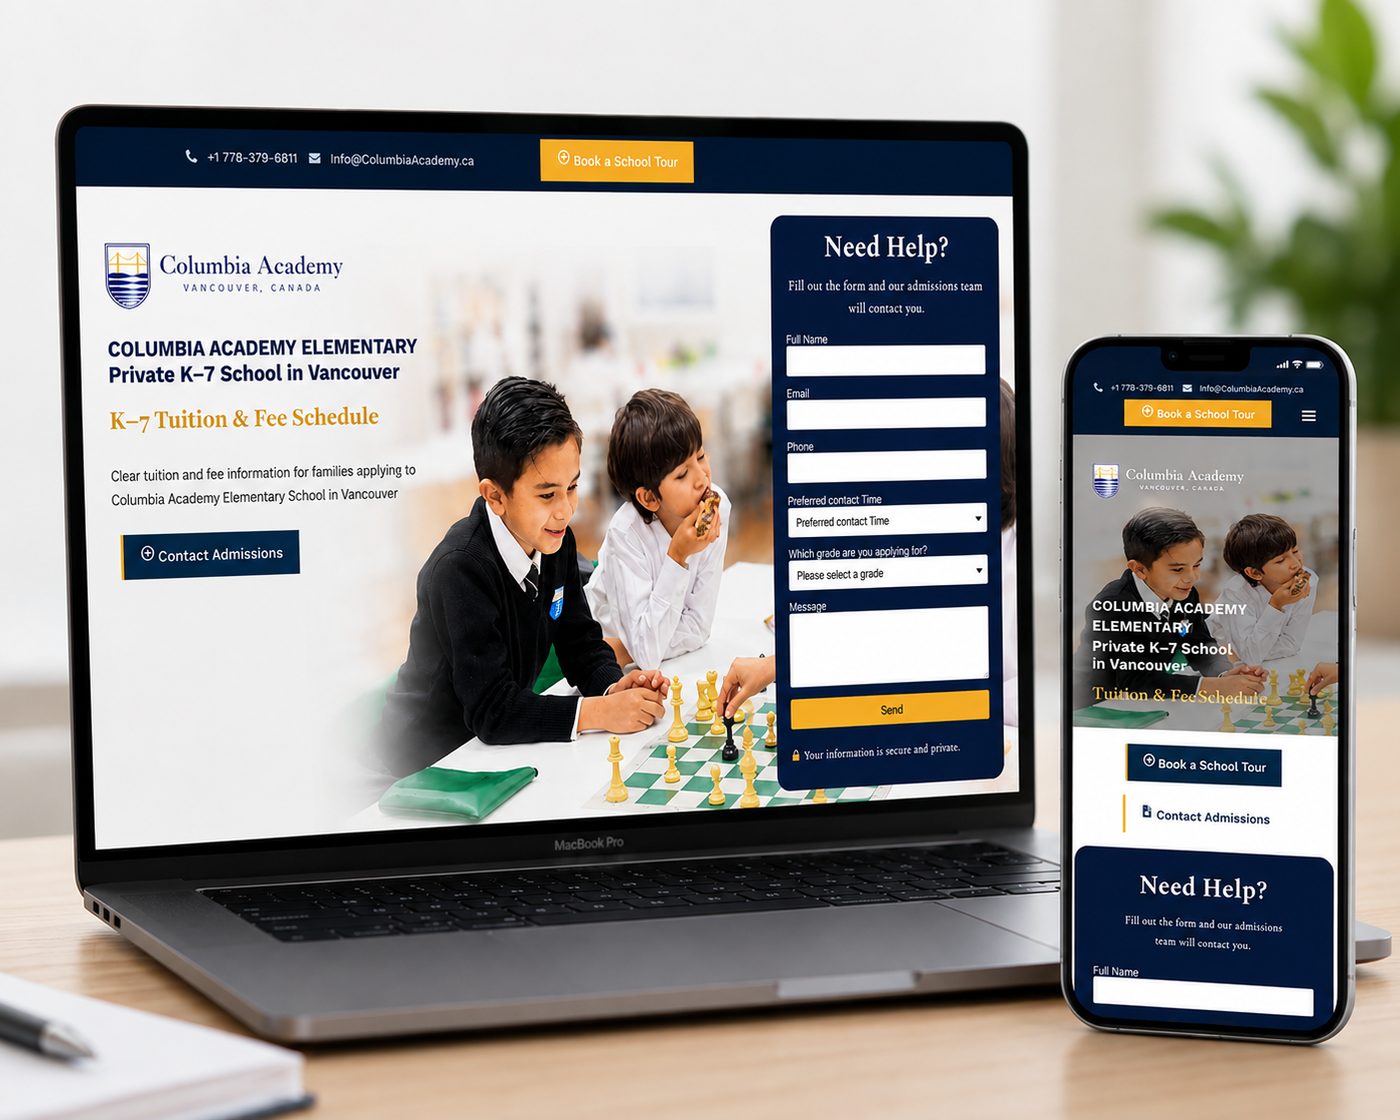 +1 778-379-6811 Info@ColumbiaAcademy.ca Book a School Tour
Columbia Academy
VANCOUVER, CANADA
COLUMBIA ACADEMY ELEMENTARY
Private K–7 School in Vancouver
K–7 Tuition & Fee Schedule
Clear tuition and fee information for families applying to
Columbia Academy Elementary School in Vancouver
Contact Admissions
Need Help?
Fill out the form and our admissions team
will contact you.
Full Name
Email
Phone
Preferred contact Time
Preferred contact Time
Which grade are you applying for?
Please select a grade
Message
Send
Your information is secure and private.
MacBook Pro
+1 778-379-6811 Info@ColumbiaAcademy.ca
Book a School Tour
Columbia Academy
VANCOUVER, CANADA
COLUMBIA ACADEMY
ELEMENTARY
Private K–7 School
in Vancouver
Tuition & Fee Schedule
Book a School Tour
Contact Admissions
Need Help?
Fill out the form and our admissions
team will contact you.
Full Name